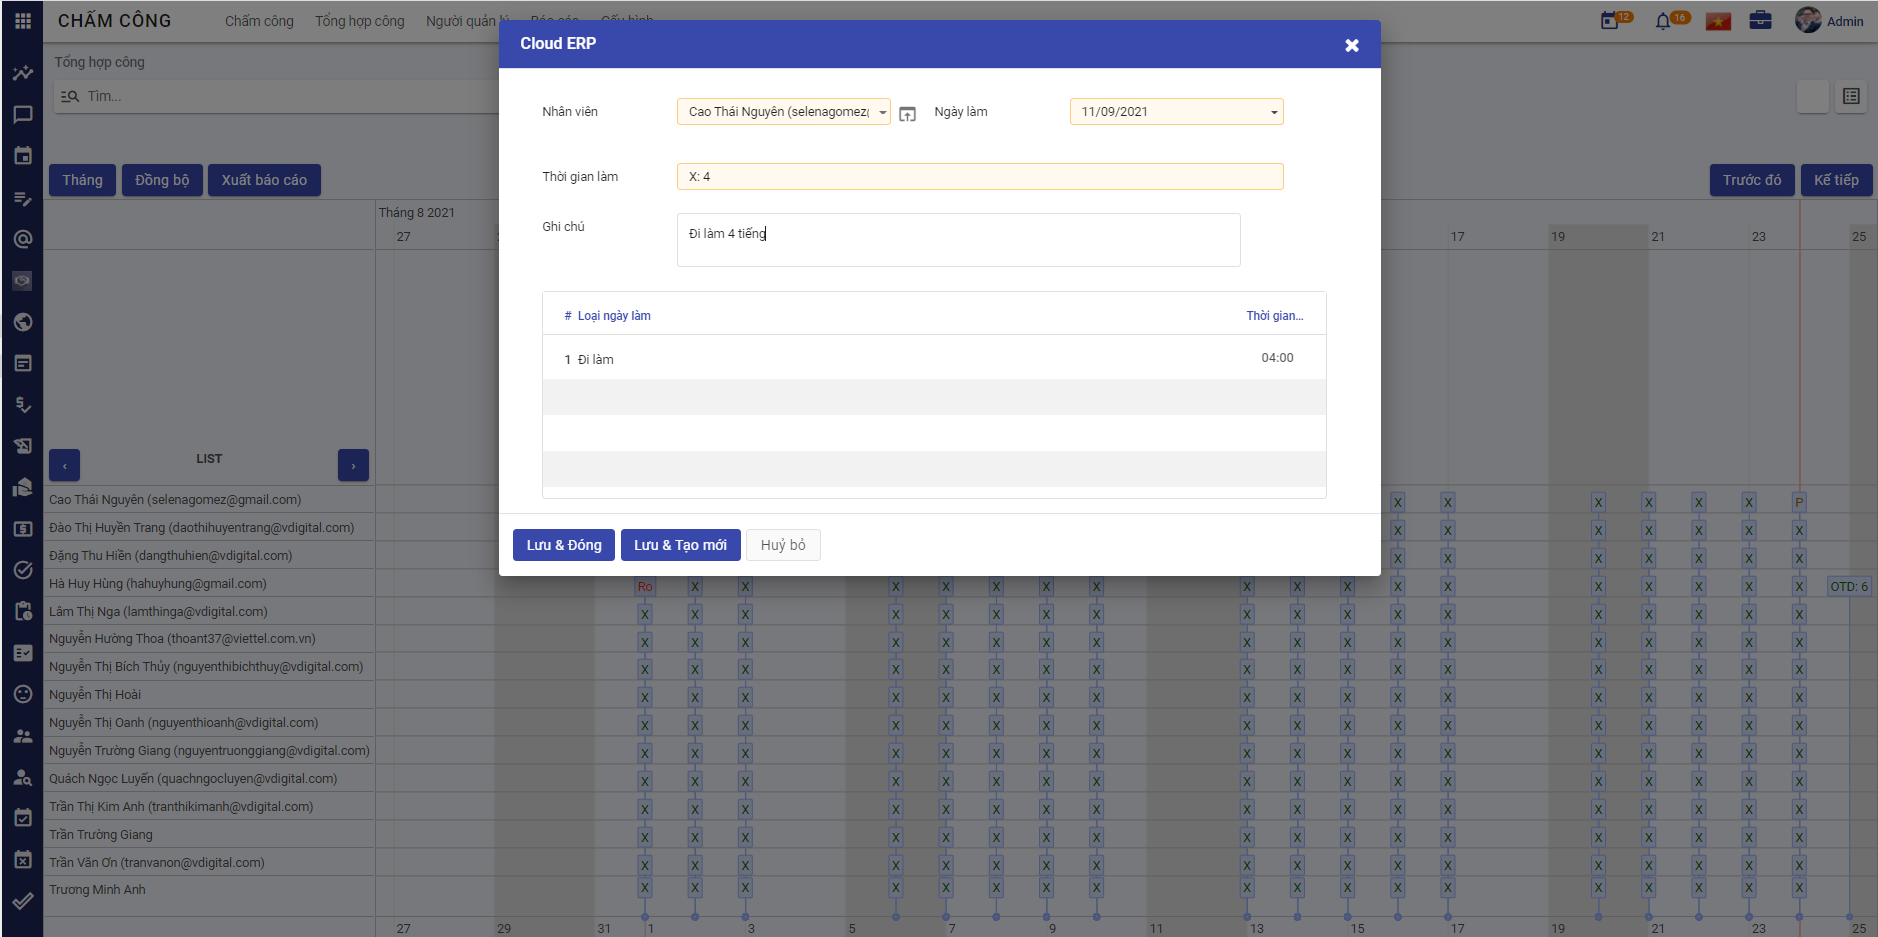 CHẤM CÔNG Chấm công Tổng hợp công Người quản lý Báo cáo Cấu hình 12 16 Admin
Tổng hợp công
Tìm...
Tháng Đồng bộ Xuất báo cáo Trước đó Kế tiếp
Cloud ERP
Nhân viên Cao Thái Nguyên (selenagomez( Ngày làm 11/09/2021
Thời gian làm X: 4
Ghi chú Đi làm 4 tiếng
# Loại ngày làm Thời gian...
1 Đi làm 04:00
Lưu & Đóng Lưu & Tạo mới Huỷ bỏ
Tháng 8 2021
27 17 19 21 23 25
LIST
Cao Thái Nguyên (selenagomez@gmail.com) X X X X X X P
Đào Thị Huyền Trang (daothihuyentrang@vdigital.com) X X X X X X X
Đặng Thu Hiền (dangthuhien@vdigital.com) X X X X X X X
Hà Huy Hùng (hahuyhung@gmail.com) Ro X X X X X X X X X X X X X X X X X OTD: 6
Lâm Thị Nga (lamthinga@vdigital.com) X X X X X X X X X X X X X X X X X X
Nguyễn Hường Thoa (thoant37@viettel.com.vn) X X X X X X X X X X X X X X X X X X
Nguyễn Thị Bích Thủy (nguyenthibichthuy@vdigital.com) X X X X X X X X X X X X X X X X X X
Nguyễn Thị Hoài X X X X X X X X X X X X X X X X X X
Nguyễn Thị Oanh (nguyenthioanh@vdigital.com) X X X X X X X X X X X X X X X X X X
Nguyễn Trường Giang (nguyentruonggiang@vdigital.com) X X X X X X X X X X X X X X X X X X
Quách Ngọc Luyến (quachngocluyen@vdigital.com) X X X X X X X X X X X X X X X X X X
Trần Thị Kim Anh (tranthikimanh@vdigital.com) X X X X X X X X X X X X X X X X X X
Trần Trường Giang X X X X X X X X X X X X X X X X X X
Trần Văn Ơn (tranvanon@vdigital.com) X X X X X X X X X X X X X X X X X X
Trương Minh Anh X X X X X X X X X X X X X X X X X X
27 29 31 1 3 5 7 9 11 13 15 17 19 21 23 25